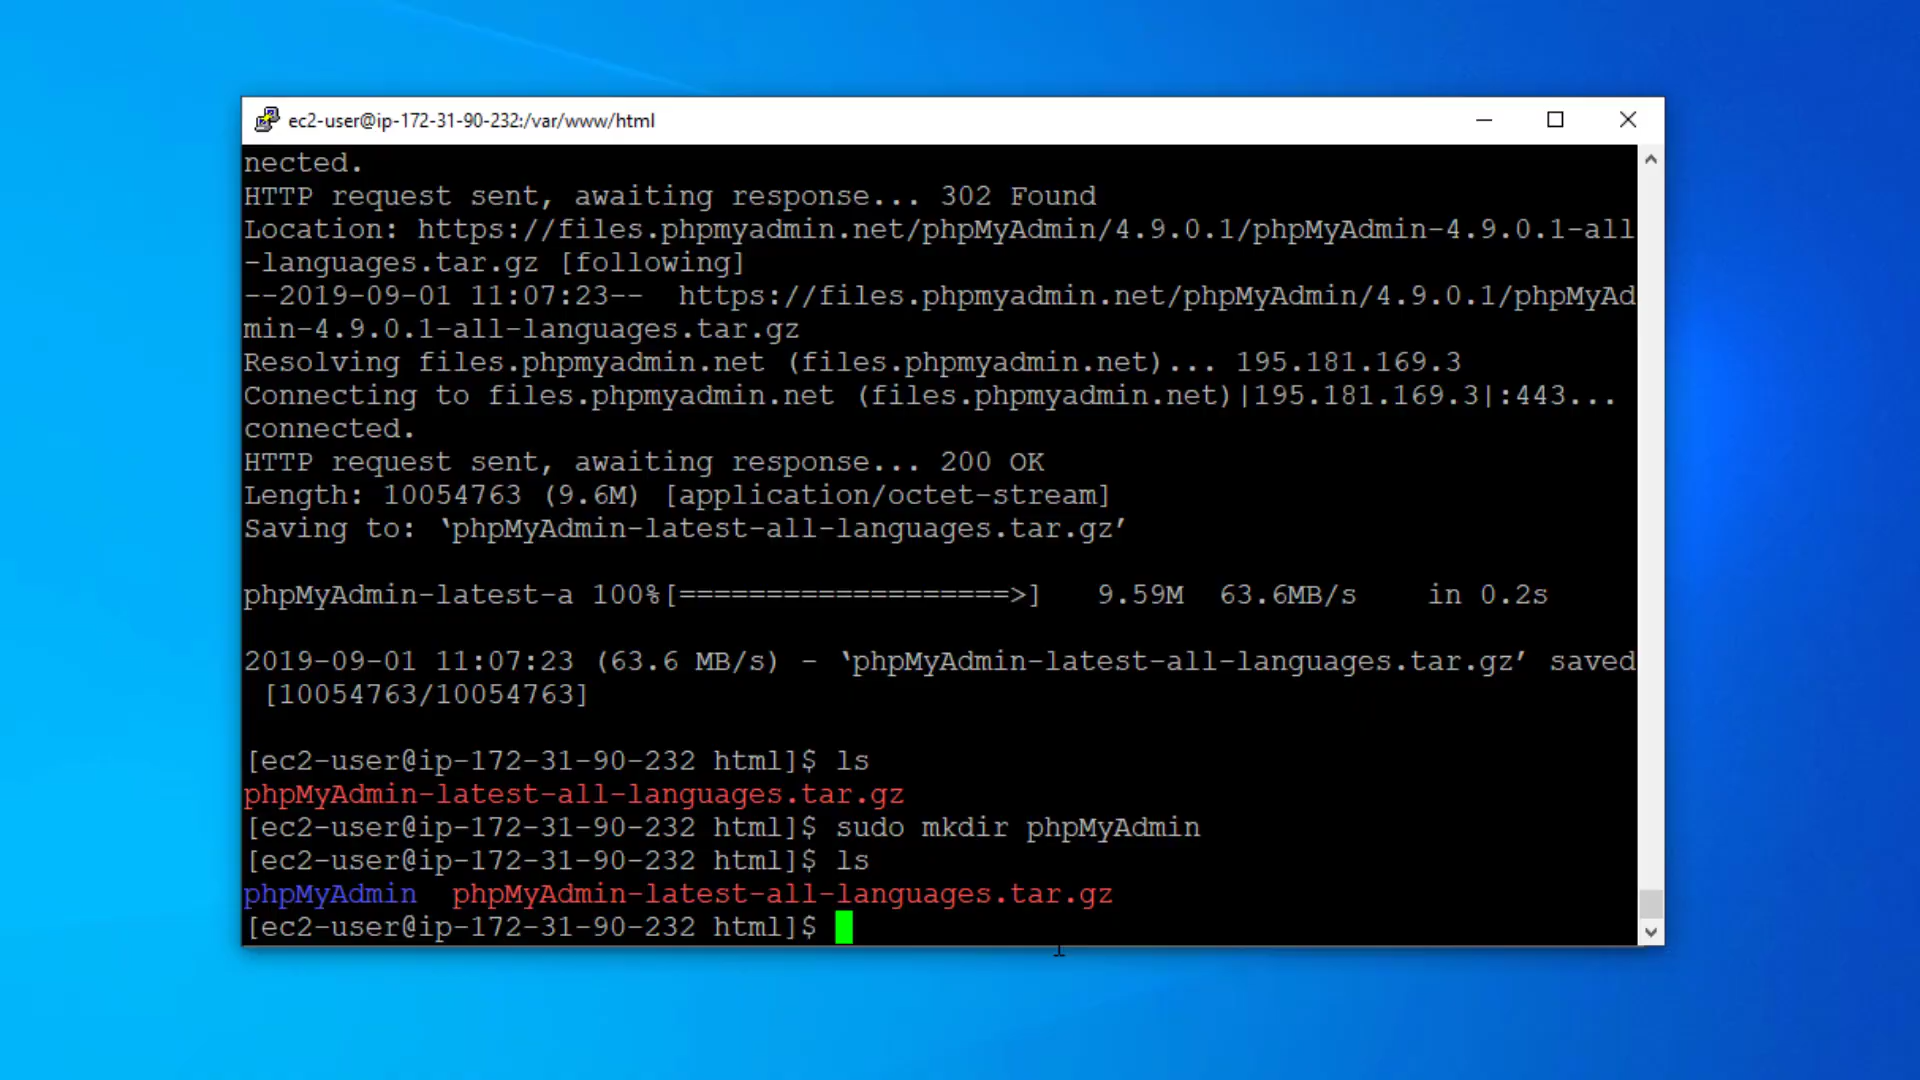 ec2-user@ip-172-31-90-232:/var/www/html
nected.
HTTP request sent, awaiting response... 302 Found
Location: https://files.phpmyadmin.net/phpMyAdmin/4.9.0.1/phpMyAdmin-4.9.0.1-all
-languages.tar.gz [following]
--2019-09-01 11:07:23--  https://files.phpmyadmin.net/phpMyAdmin/4.9.0.1/phpMyAd
min-4.9.0.1-all-languages.tar.gz
Resolving files.phpmyadmin.net (files.phpmyadmin.net)... 195.181.169.3
Connecting to files.phpmyadmin.net (files.phpmyadmin.net)|195.181.169.3|:443...
connected.
HTTP request sent, awaiting response... 200 OK
Length: 10054763 (9.6M) [application/octet-stream]
Saving to: ‘phpMyAdmin-latest-all-languages.tar.gz’
phpMyAdmin-latest-a 100%[===================>]   9.59M  63.6MB/s    in 0.2s
2019-09-01 11:07:23 (63.6 MB/s) - ‘phpMyAdmin-latest-all-languages.tar.gz’ saved
 [10054763/10054763]
[ec2-user@ip-172-31-90-232 html]$ ls
phpMyAdmin-latest-all-languages.tar.gz
[ec2-user@ip-172-31-90-232 html]$ sudo mkdir phpMyAdmin
[ec2-user@ip-172-31-90-232 html]$ ls
phpMyAdmin  phpMyAdmin-latest-all-languages.tar.gz
[ec2-user@ip-172-31-90-232 html]$